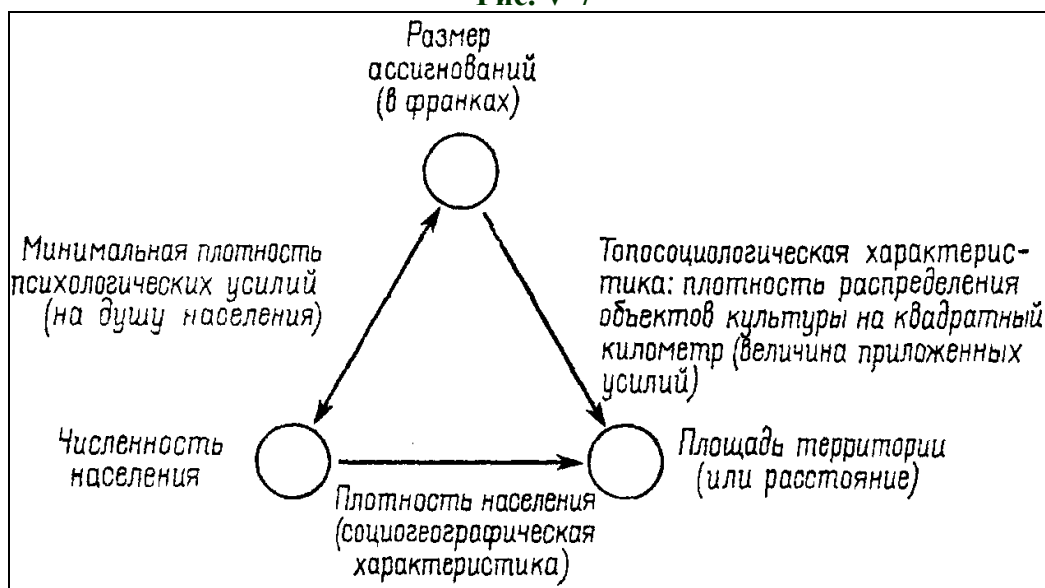 Рис. V–7
Размер
ассигнований
(в франках)
Минимальная плотность
психологических усилий
(на душу населения)
Топосоциологическая характерис-
тика: плотность распределения
объектов культуры на квадратный
километр (величина приложенных
усилий)
Численность
населения
Площадь территории
(или расстояние)
Плотность населения
(социогеографическая
характеристика)